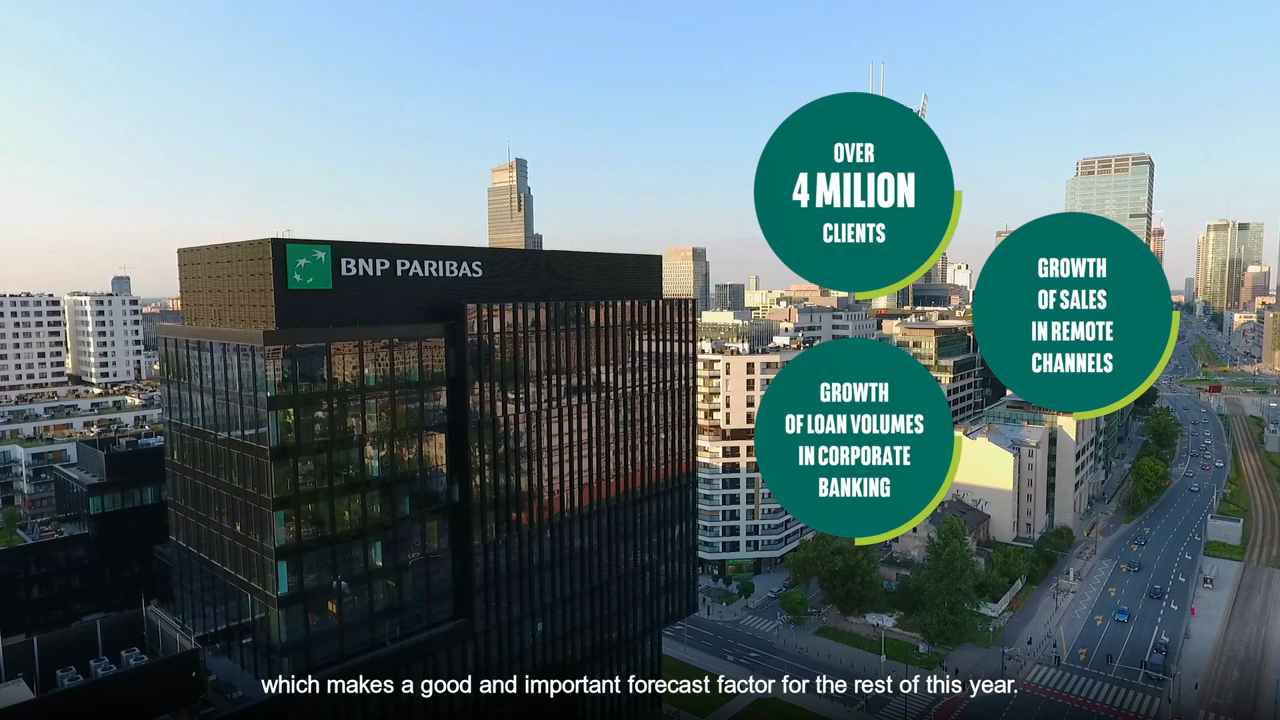 BNP PARIBAS
OVER
4 MILION
CLIENTS
GROWTH
OF SALES
IN REMOTE
CHANNELS
GROWTH
OF LOAN VOLUMES
IN CORPORATE
BANKING
which makes a good and important forecast factor for the rest of this year.